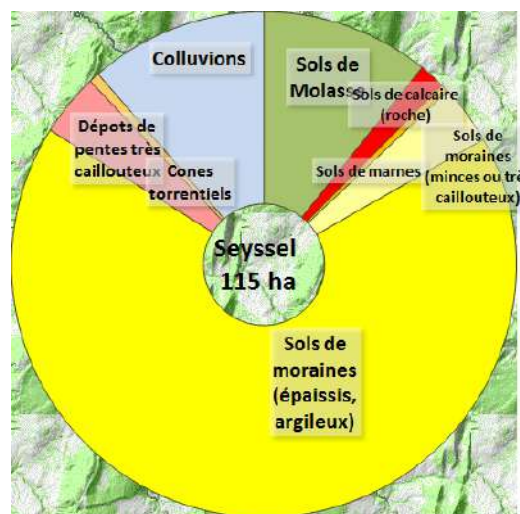 Colluvions
Sols de
Molasse
Sols de calcaire
(roche)
Sols de marnes
Sols de
moraines
(minces ou trè
caillouteux)
Dépots de
pentes très
caillouteux
Cones
torrentiels
Seyssel
115 ha
Sols de
moraines
(épaissis,
argileux)